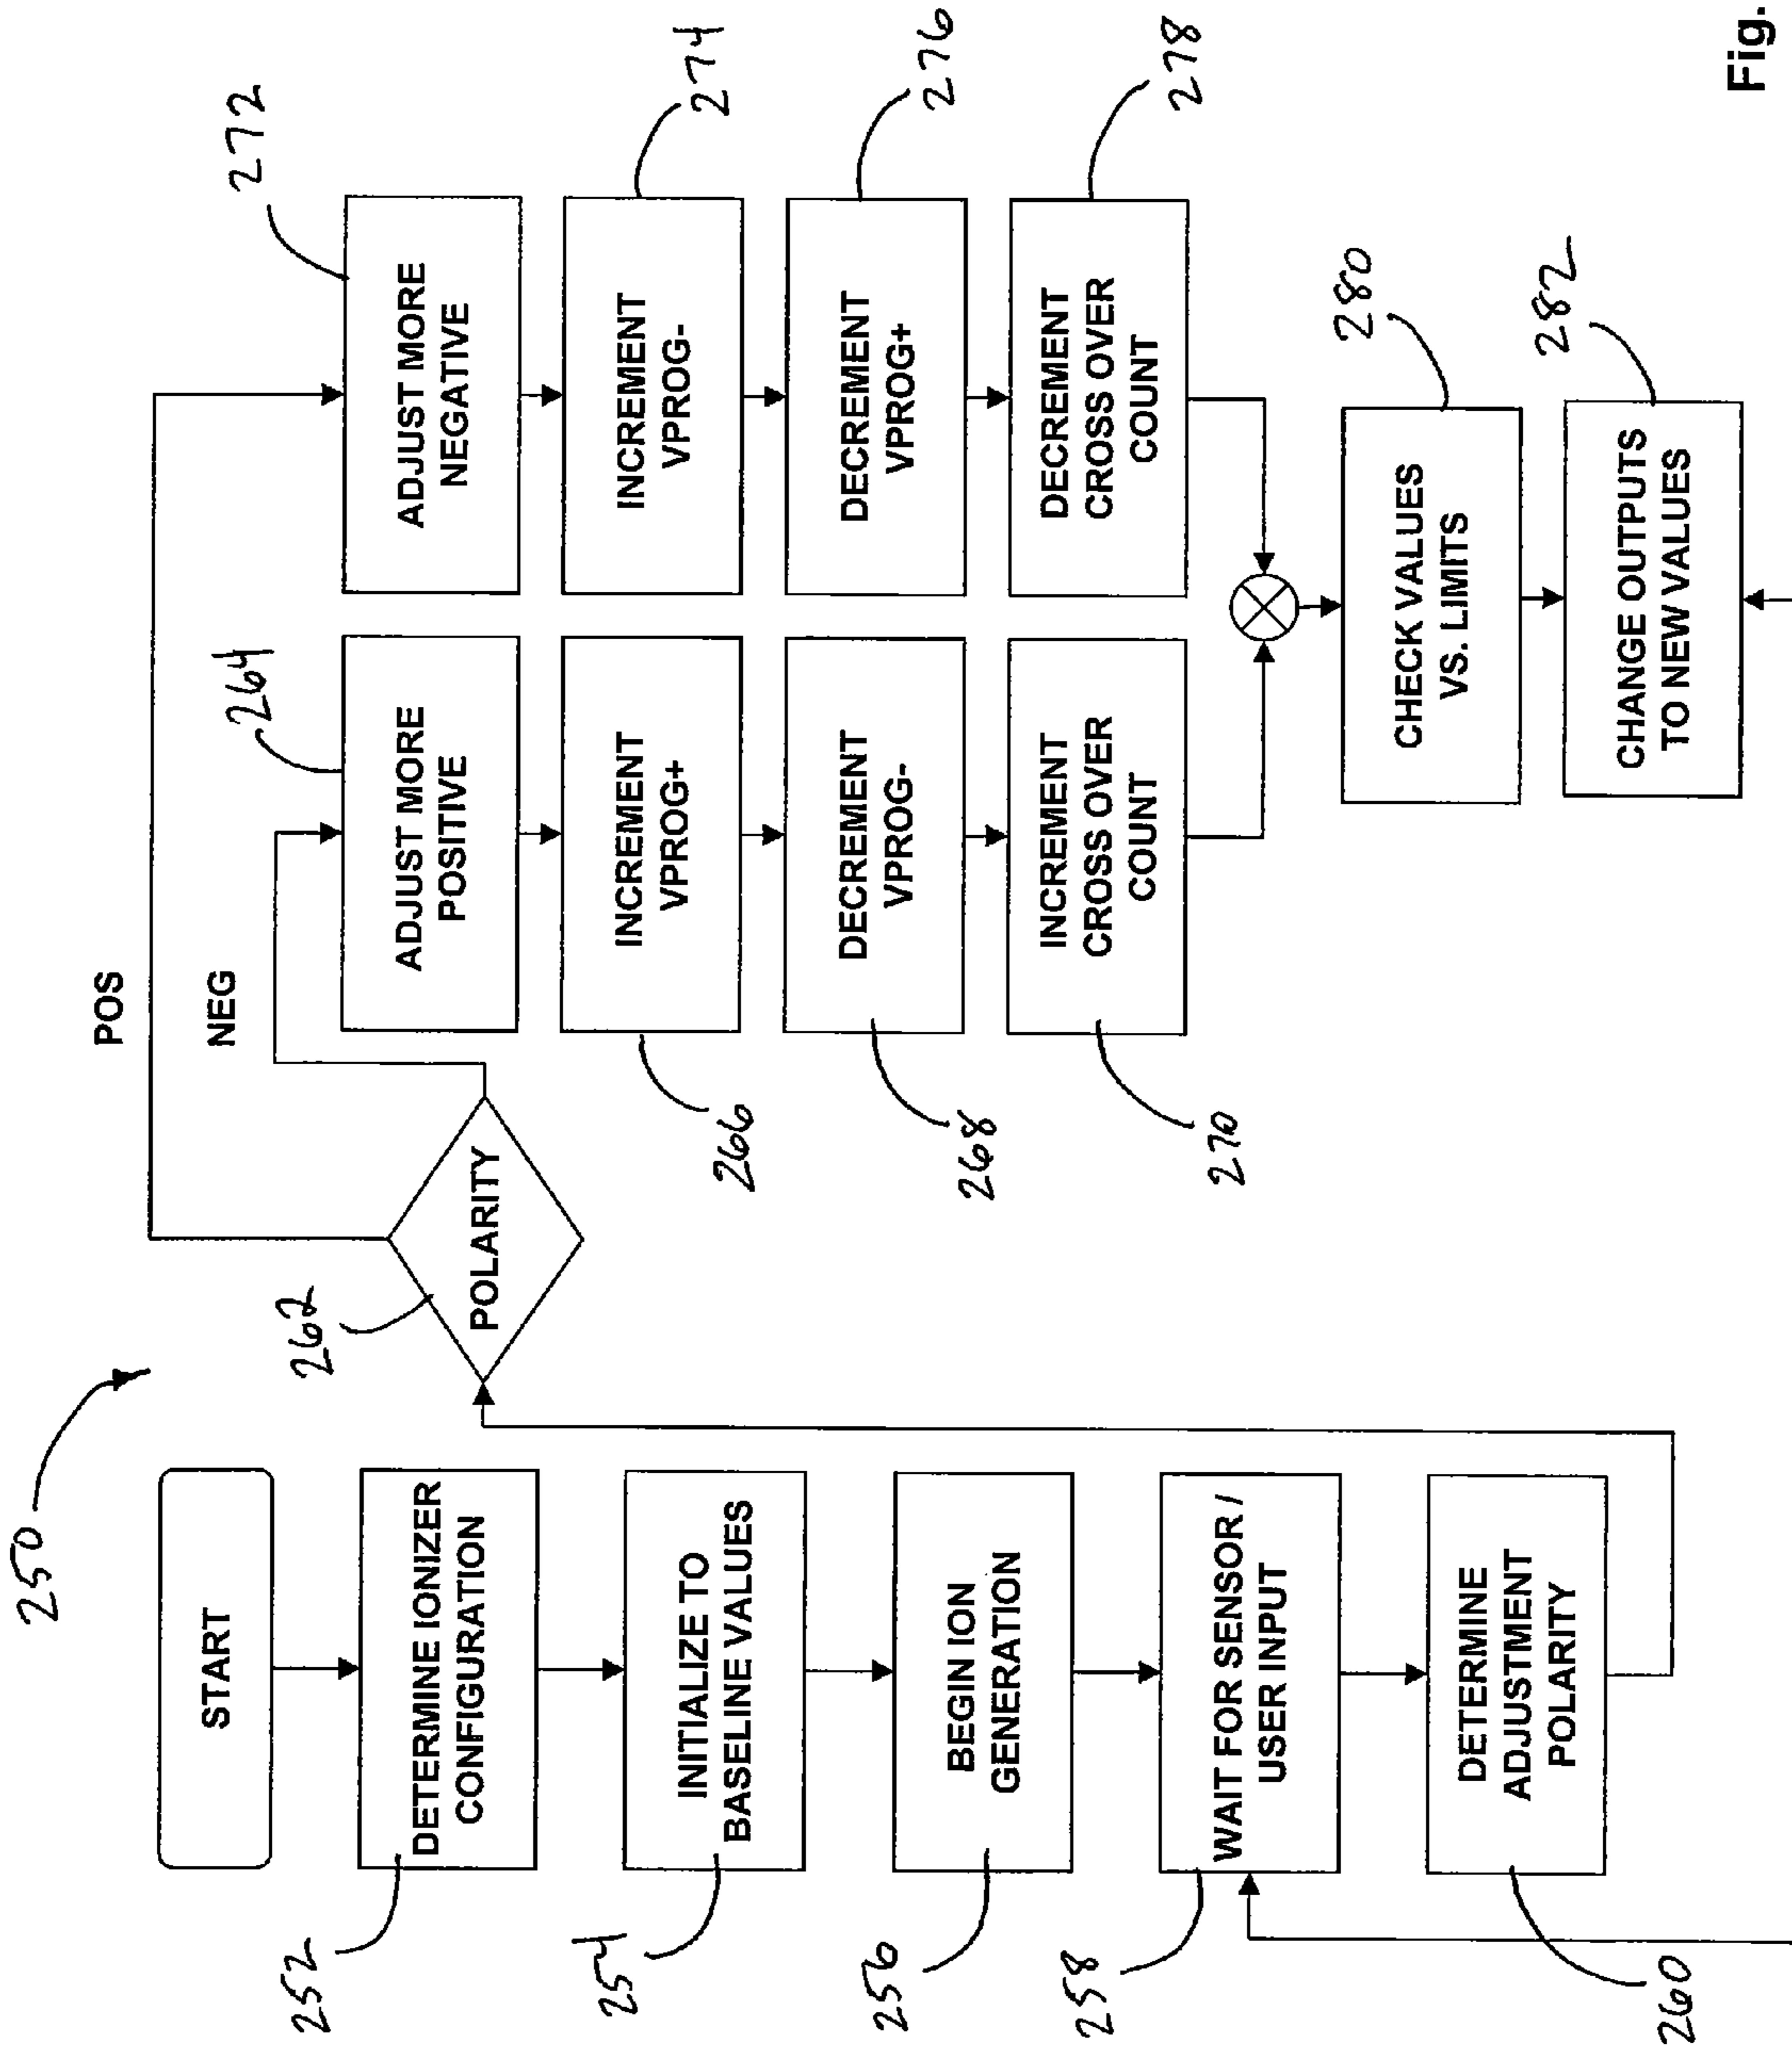 250
START
DETERMINE IONIZER
CONFIGURATION
252
INITIALIZE TO
BASELINE VALUES
254
BEGIN ION
GENERATION
256
WAIT FOR SENSOR /
USER INPUT
258
DETERMINE
ADJUSTMENT
POLARITY
260
POLARITY
262
POS
NEG
ADJUST MORE
POSITIVE
264
INCREMENT
VPROG+
266
DECREMENT
VPROG-
268
INCREMENT
CROSS OVER
COUNT
270
ADJUST MORE
NEGATIVE
272
INCREMENT
VPROG-
274
DECREMENT
VPROG+
276
DECREMENT
CROSS OVER
COUNT
278
CHECK VALUES
VS. LIMITS
280
CHANGE OUTPUTS
TO NEW VALUES
282
Fig.